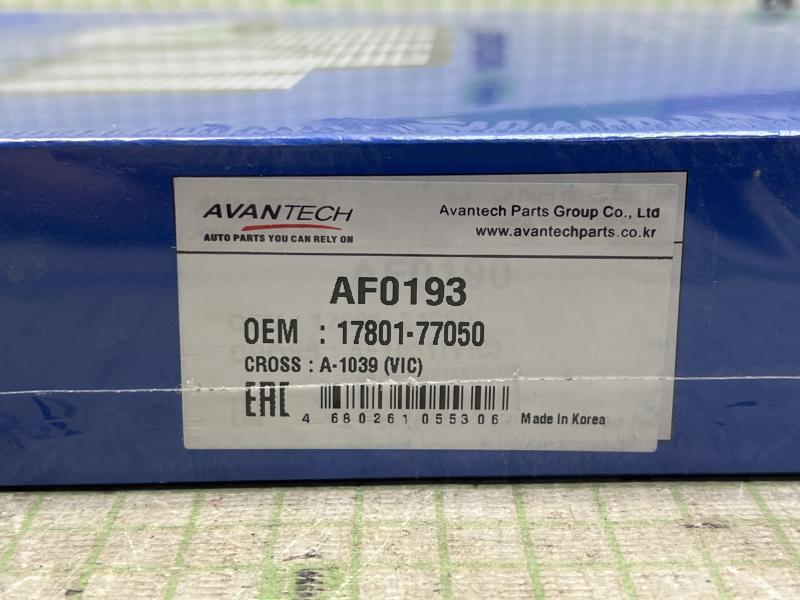 AVANTECH
AUTO PARTS YOU CAN RELY ON
Avantech Parts Group Co., Ltd
www.avantechparts.co.kr
AF0193
OEM : 17801-77050
CROSS : A-1039 (VIC)
EAC
4 680261 055306
Made In Korea